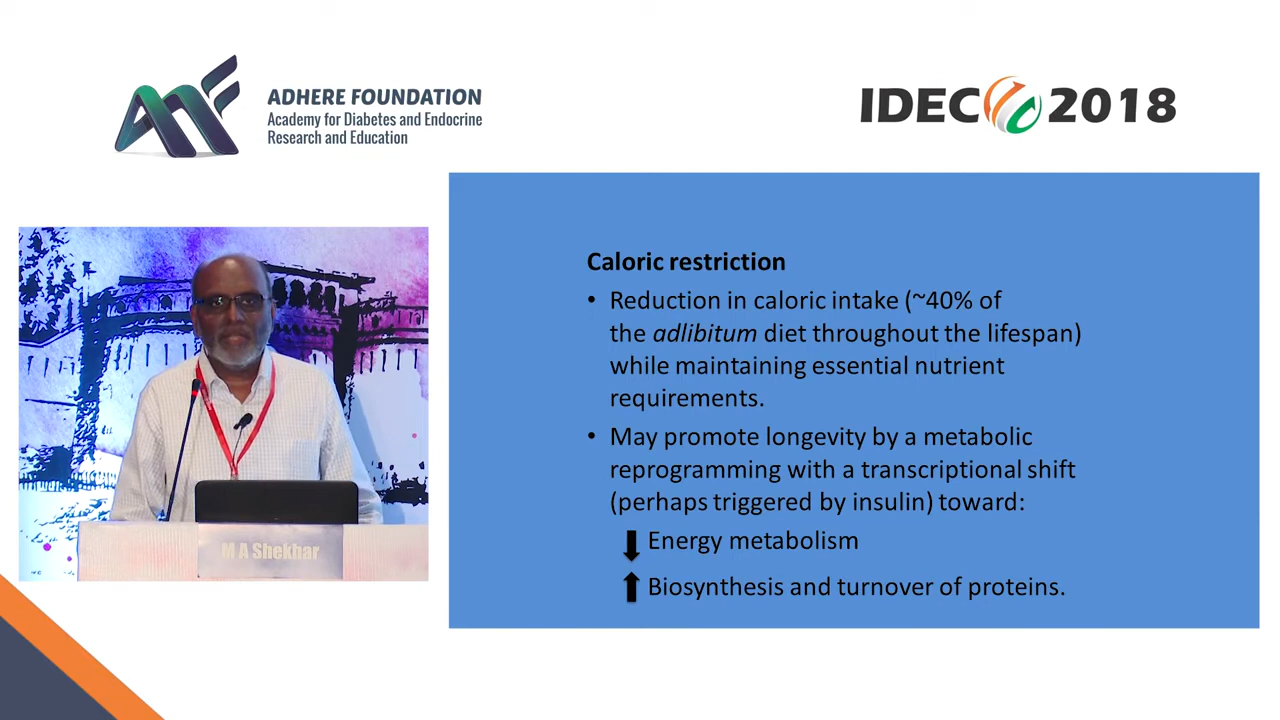 ADHERE FOUNDATION
Academy for Diabetes and Endocrine
Research and Education
IDEC 2018
M A Shekhar
Caloric restriction
• Reduction in caloric intake (~40% of
the adlibitum diet throughout the lifespan)
while maintaining essential nutrient
requirements.
• May promote longevity by a metabolic
reprogramming with a transcriptional shift
(perhaps triggered by insulin) toward:
Energy metabolism
Biosynthesis and turnover of proteins.